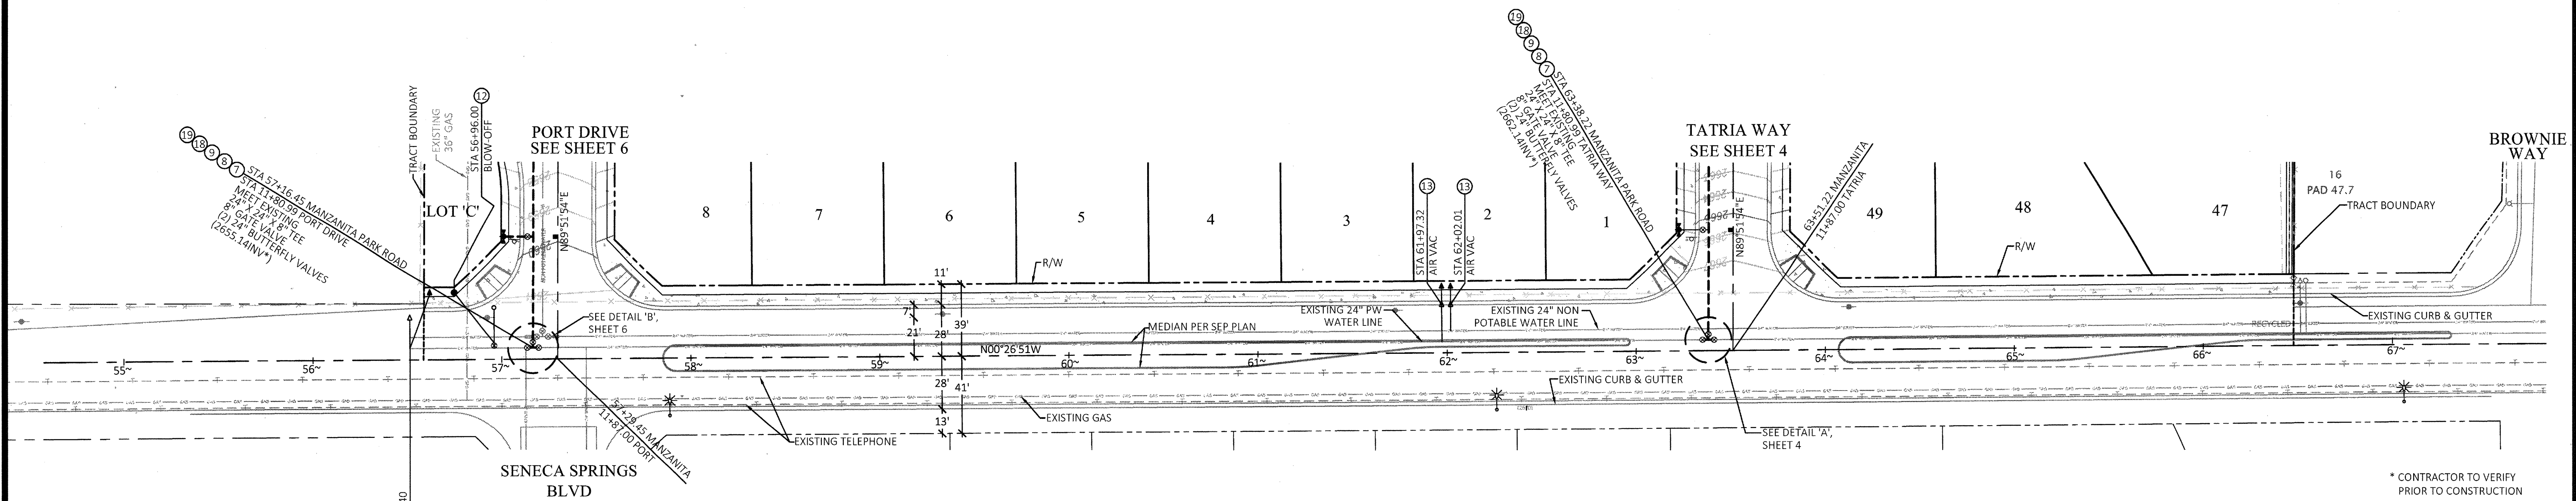 19
18
9
8
7
STA 57+16.45 MANZANITA PARK ROAD
STA 11+80.99 PORT DRIVE
MEET EXISTING
24" X 24" X 8" TEE
8" GATE VALVE
(2) 24" BUTTERFLY VALVES
(2655.14INV*)
TRACT BOUNDARY
EXISTING
36" GAS
12
STA 56+96.00
BLOW-OFF
LOT 'C'
PORT DRIVE
SEE SHEET 6
N89°51'54"E
SEE DETAIL 'B',
SHEET 6
8
7
6
5
4
3
2
1
11'
7'
21'
28'
39'
28'
41'
13'
R/W
N00°26'51W
MEDIAN PER SEP PLAN
13
13
STA 61+97.32
AIR VAC
STA 62+02.01
AIR VAC
EXISTING 24" PW
WATER LINE
EXISTING 24" NON
POTABLE WATER LINE
19
18
9
8
7
STA 63+38.22 MANZANITA PARK ROAD
STA 11+80.99 TATRIA WAY
MEET EXISTING
24" X 24" X 8" TEE
8" GATE VALVE
(2) 24" BUTTERFLY VALVES
(2662.14INV*)
TATRIA WAY
SEE SHEET 4
N89°51'54"E
63+51.22 MANZANITA
11+87.00 TATRIA
49
48
47
R/W
16
PAD 47.7
TRACT BOUNDARY
BROWNIE
WAY
RECYCLED
EXISTING CURB & GUTTER
55~
56~
57~
58~
59~
60~
61~
62~
63~
64~
65~
66~
67~
57+29.45 MANZANITA
11+87.00 PORT
EXISTING TELEPHONE
EXISTING GAS
EXISTING CURB & GUTTER
SEE DETAIL 'A',
SHEET 4
SENECA SPRINGS
BLVD
40
* CONTRACTOR TO VERIFY
PRIOR TO CONSTRUCTION